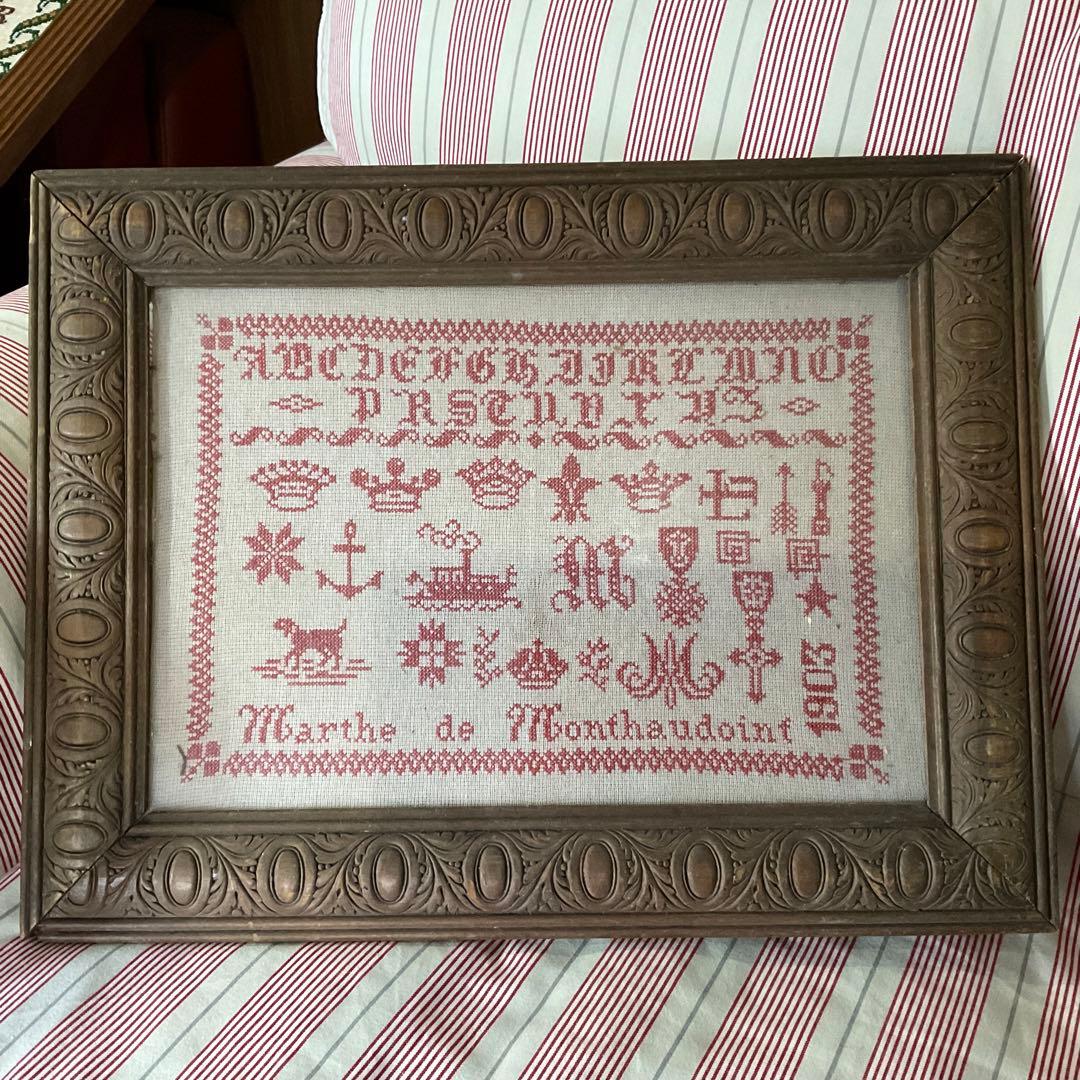 ABCDEFGHIJKLMNO
PRSTUVXYZ
M
1903
Marthe de Monthaudoint